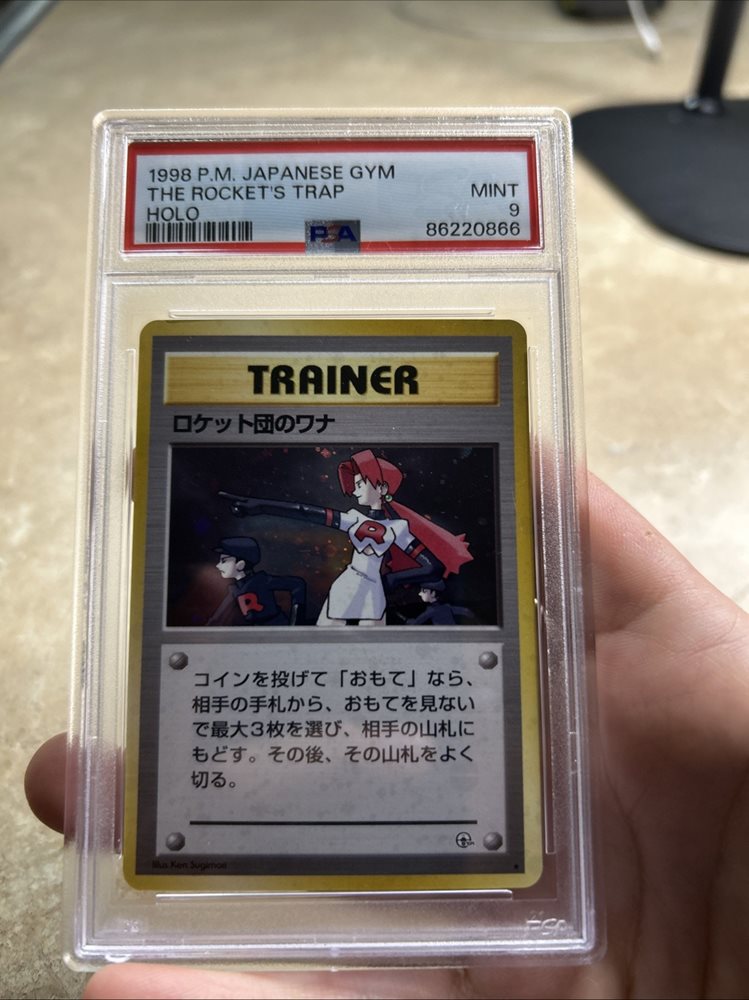 1998 P.M. JAPANESE GYM
THE ROCKET'S TRAP
MINT
HOLO
9
PSA
86220866
TRAINER
ロケット団のワナ
R
R
コインを投げて「おもて」なら、
相手の手札から、おもてを見ない
で最大3枚を選び、相手の山札に
もどす。その後、その山札をよく
切る。
Illus. Ken Sugimori
PSA